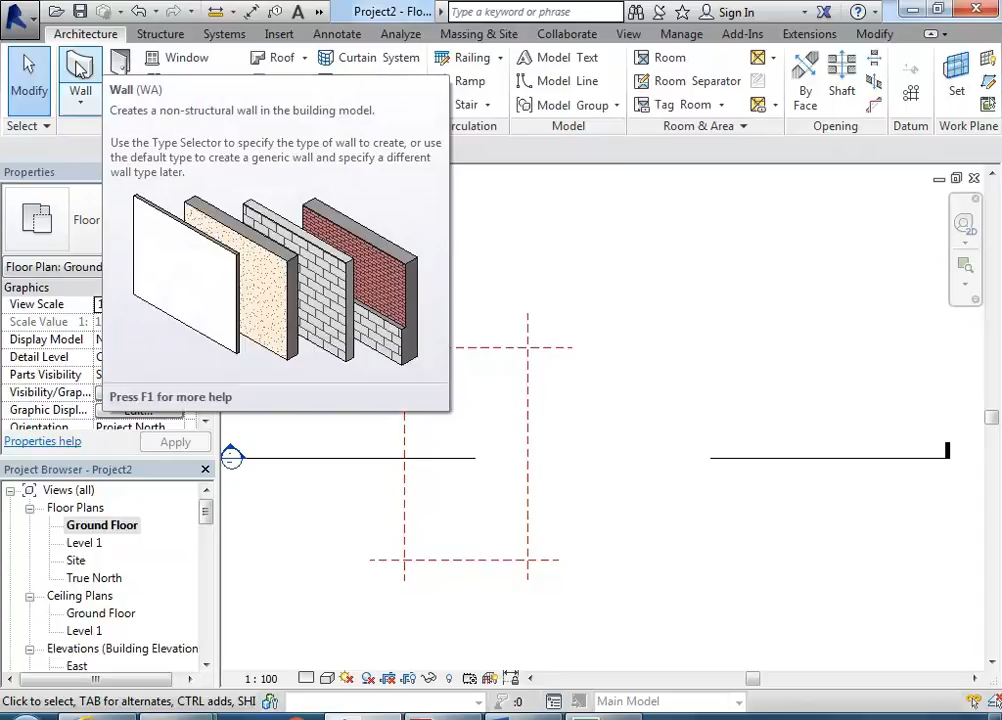 Project2 - Flo...
Type a keyword or phrase
Sign In
Architecture
Structure
Systems
Insert
Annotate
Analyze
Massing & Site
Collaborate
View
Manage
Add-Ins
Extensions
Modify
Modify
Wall
Window
Roof
Curtain System
Railing
Ramp
Stair
Model Text
Model Line
Model Group
Room
Room Separator
Tag Room
By
Face
Shaft
Set
Select
Model
Room & Area
Opening
Datum
Work Plane
Wall (WA)
Creates a non-structural wall in the building model.
Use the Type Selector to specify the type of wall to create, or use
the default type to create a generic wall and specify a different
wall type later.
Press F1 for more help
Properties
Floor
Floor Plan: Ground
Graphics
View Scale
Scale Value 1:
Display Model
Detail Level
Parts Visibility
Visibility/Grap...
Graphic Displ...
Edit...
Orientation
Project North
Properties help
Apply
2D
Project Browser - Project2
Views (all)
Floor Plans
Ground Floor
Level 1
Site
True North
Ceiling Plans
Ground Floor
Level 1
Elevations (Building Elevation
East
1 : 100
Click to select, TAB for alternates, CTRL adds, SHI
:0
Main Model